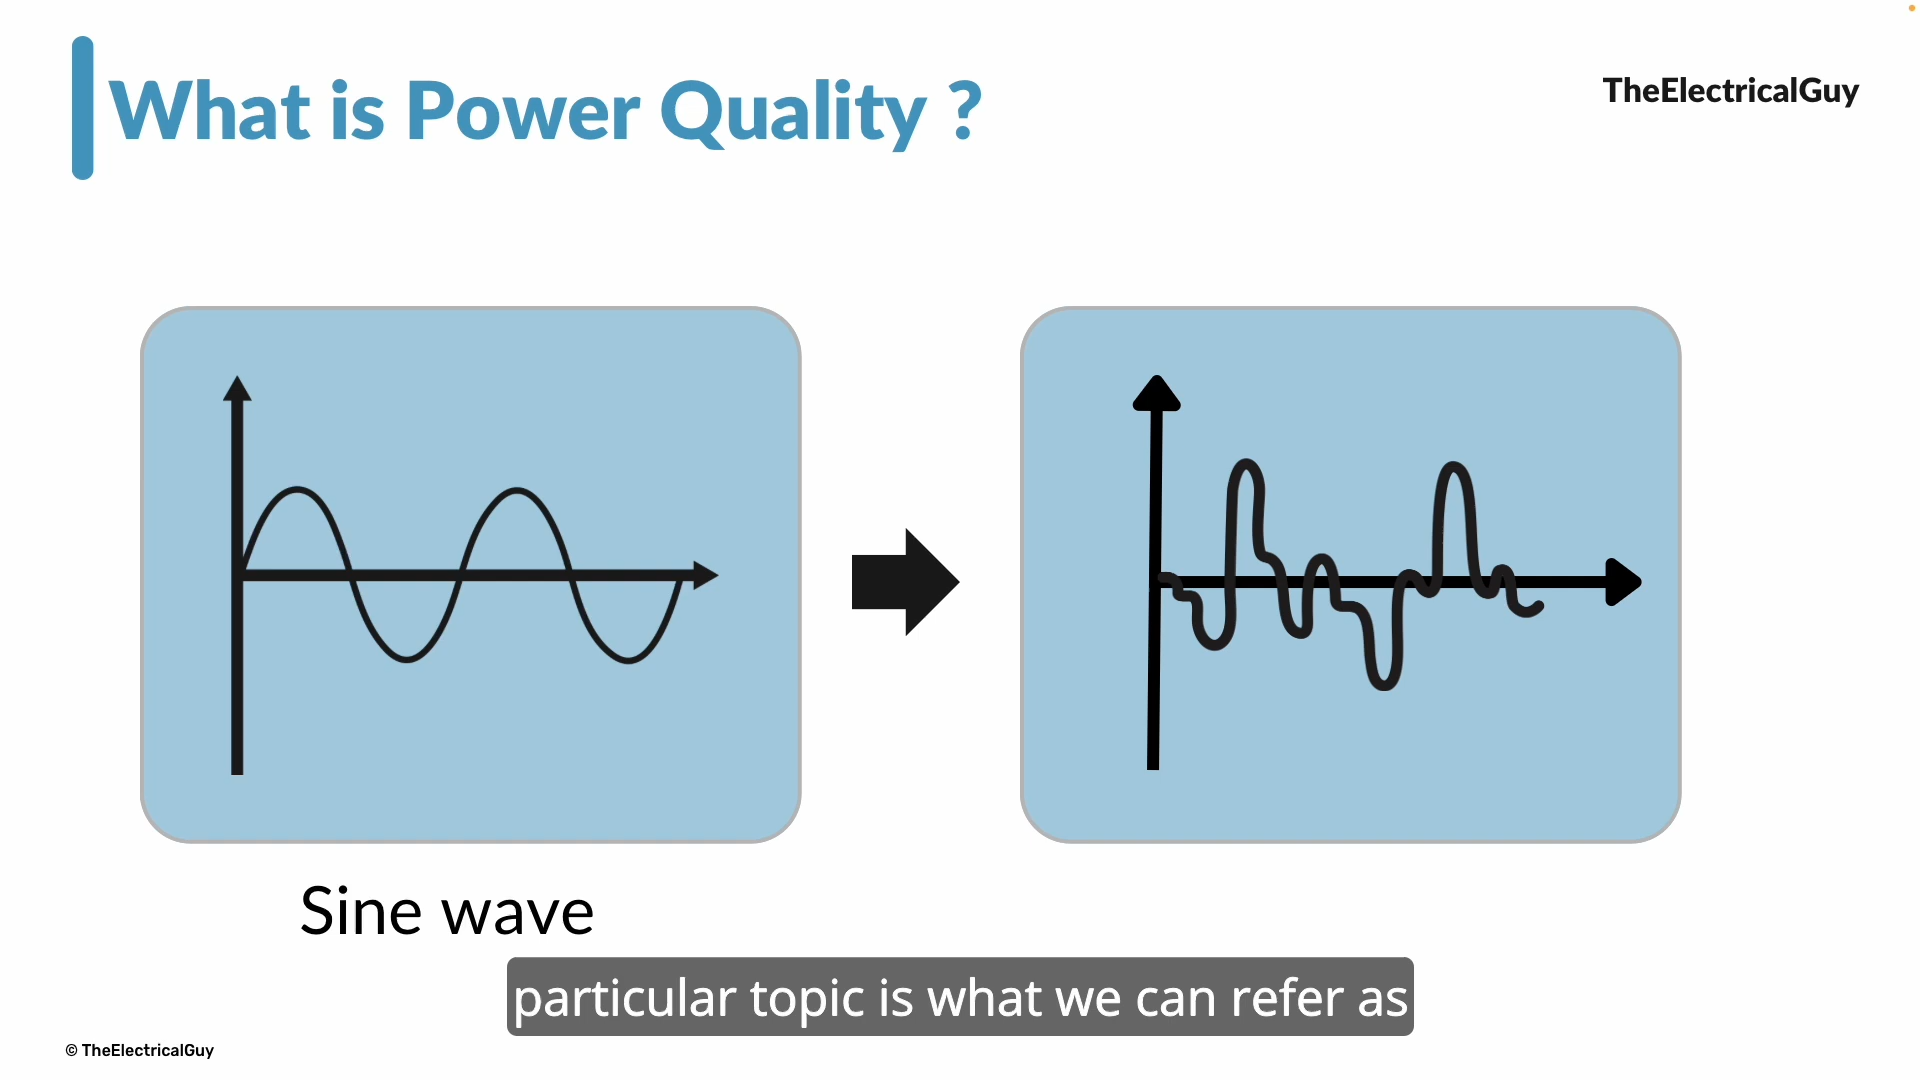 What is Power Quality ?
TheElectricalGuy
Sine wave
particular topic is what we can refer as
© TheElectricalGuy